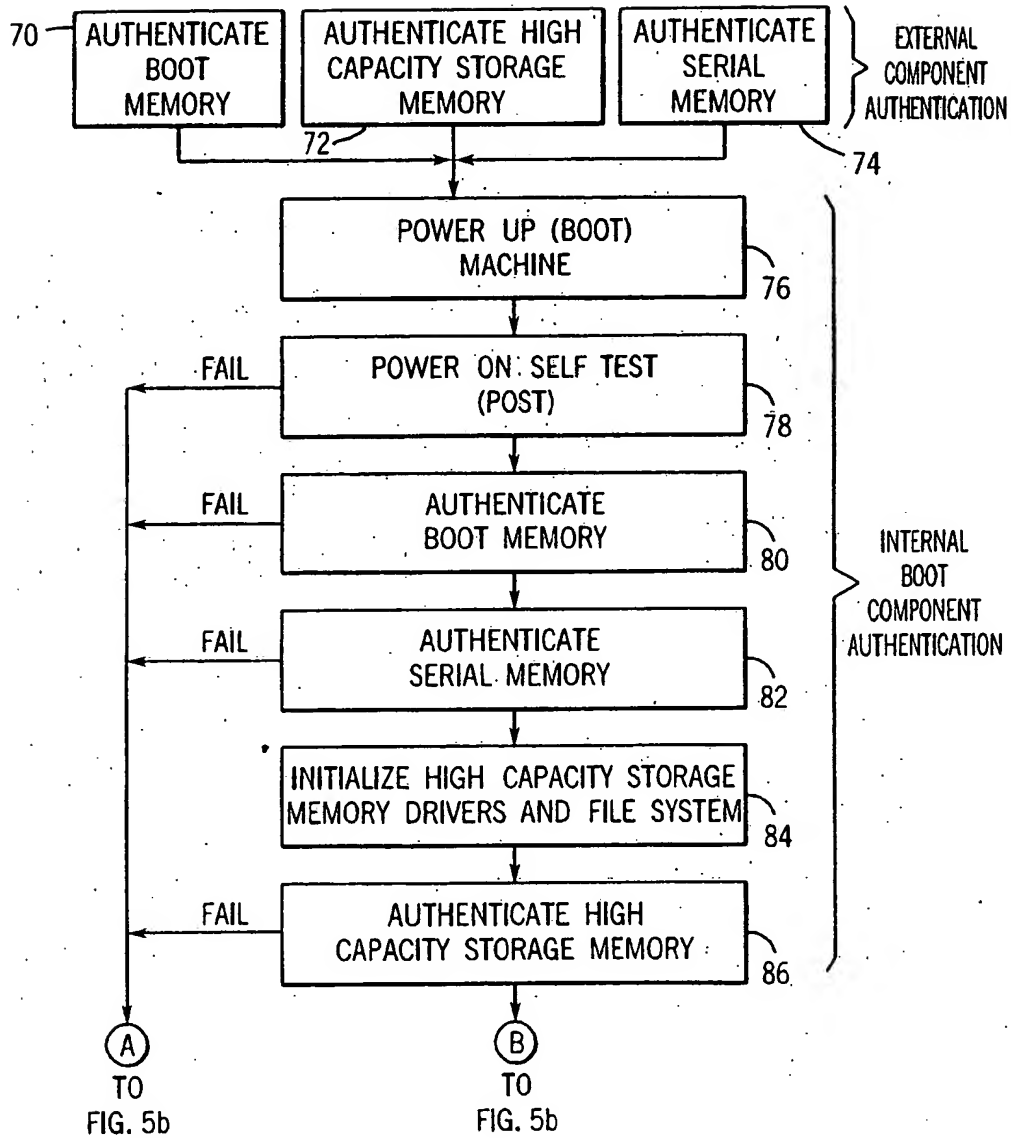 70
AUTHENTICATE
BOOT
MEMORY
AUTHENTICATE HIGH
CAPACITY STORAGE
MEMORY
72
AUTHENTICATE
SERIAL
MEMORY
74
EXTERNAL
COMPONENT
AUTHENTICATION
POWER UP (BOOT)
MACHINE
76
FAIL
POWER ON SELF TEST
(POST)
78
FAIL
AUTHENTICATE
BOOT MEMORY
80
INTERNAL
BOOT
COMPONENT
AUTHENTICATION
FAIL
AUTHENTICATE
SERIAL MEMORY
82
INITIALIZE HIGH CAPACITY STORAGE
MEMORY DRIVERS AND FILE SYSTEM
84
FAIL
AUTHENTICATE HIGH
CAPACITY STORAGE MEMORY
86
A
TO
FIG. 5b
B
TO
FIG. 5b